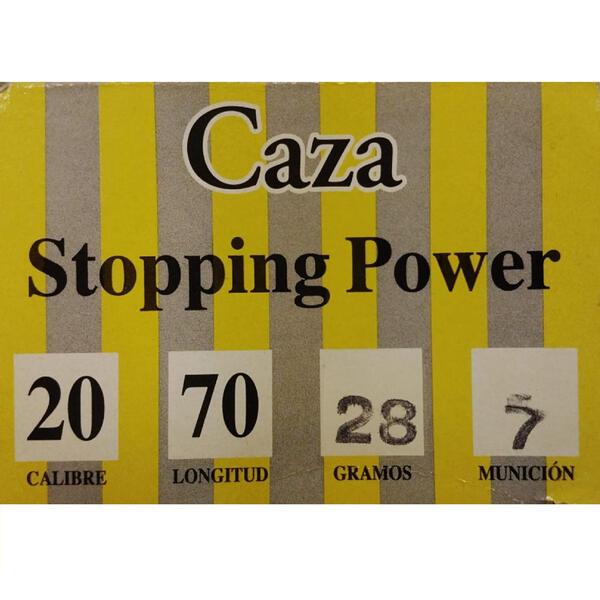 Caza
Stopping Power
20 70 28 7
CALIBRE LONGITUD GRAMOS MUNICIÓN